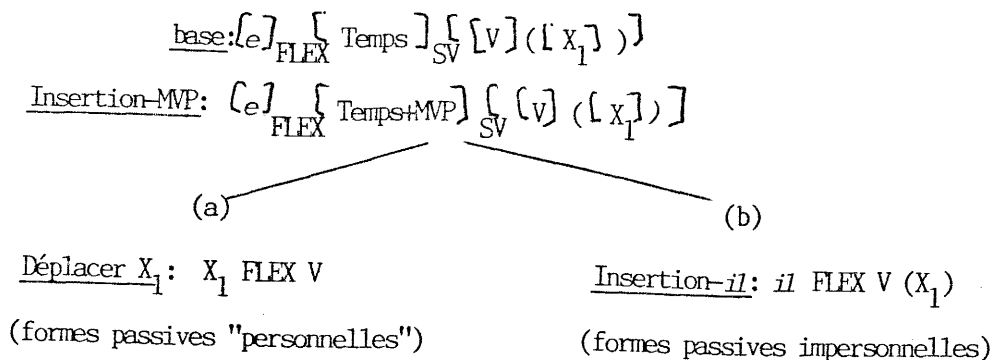 base:[e] FLEX[ Temps ] SV[ [V] ([ X1] )]
Insertion-MVP: [e] FLEX[ Temps+MVP] SV[ [V] ([ X1]) ]
(a) (b)
Déplacer X1: X1 FLEX V Insertion-il: il FLEX V (X1)
(formes passives "personnelles") (formes passives impersonnelles)